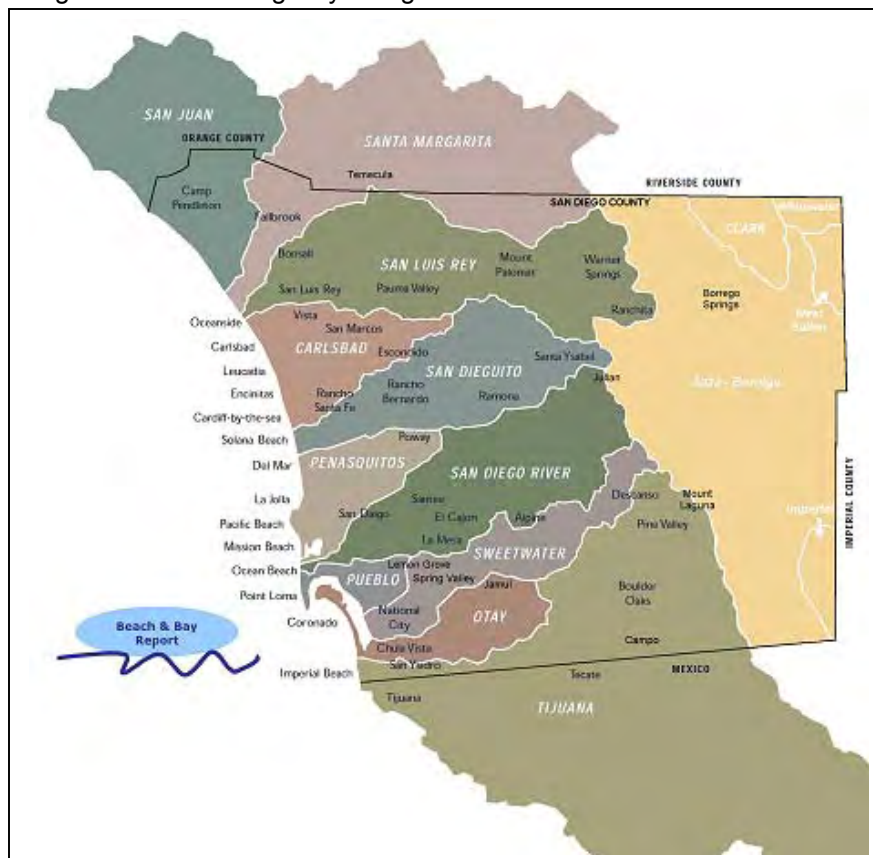 SAN JUAN
ORANGE COUNTY
SANTA MARGARITA
Temecula
RIVERSIDE COUNTY
Camp
Pendleton
SAN DIEGO COUNTY
Fallbrook
CLARK
Bonsall
SAN LUIS REY
Mount
Palomar
Warner
Springs
San Luis Rey
Pauma Valley
Borrego
Springs
Ranchita
Oceanside
Vista
San Marcos
Carlsbad
CARLSBAD
Escondido
Santa Ysabel
Leucadia
SAN DIEGUITO
Julian
Encinitas
Rancho
Santa Fe
Rancho
Bernardo
Ramona
Cardiff-by-the-sea
Solana Beach
Poway
Del Mar
PENASQUITOS
SAN DIEGO RIVER
IMPERIAL COUNTY
La Jolla
San Diego
Santee
El Cajon
Alpine
Descanso
Mount
Laguna
Pacific Beach
Pine Valley
Mission Beach
La Mesa
SWEETWATER
Ocean Beach
PUEBLO
Lemon Grove
Spring Valley
Jamul
Boulder
Oaks
Point Loma
National
City
OTAY
Coronado
Beach & Bay
Report
Chula Vista
Campo
San Ysidro
Imperial Beach
Tecate
MEXICO
Tijuana
TIJUANA